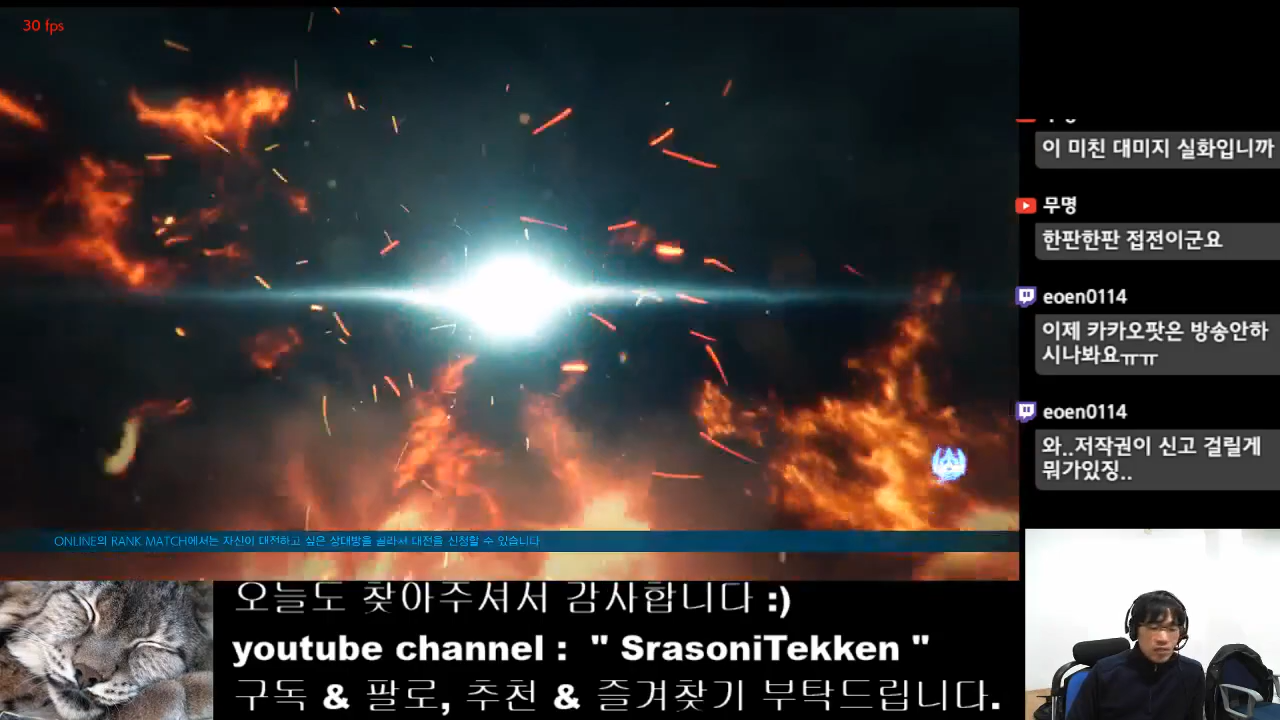 30 fps
이 미친 대미지 실화입니까
무명
한판한판 접전이군요
eoen0114
이제 카카오팟은 방송안하
시나봐요ㅠㅠ
eoen0114
와..저작권이 신고 걸릴게
뭐가있징..
ONLINE의 RANK MATCH에서는 자신이 대전하고 싶은 상대방을 골라서 대전을 신청할 수 있습니다
오늘도 찾아주셔서 감사합니다 :)
youtube channel : " SrasoniTekken "
구독 & 팔로, 추천 & 즐겨찾기 부탁드립니다.